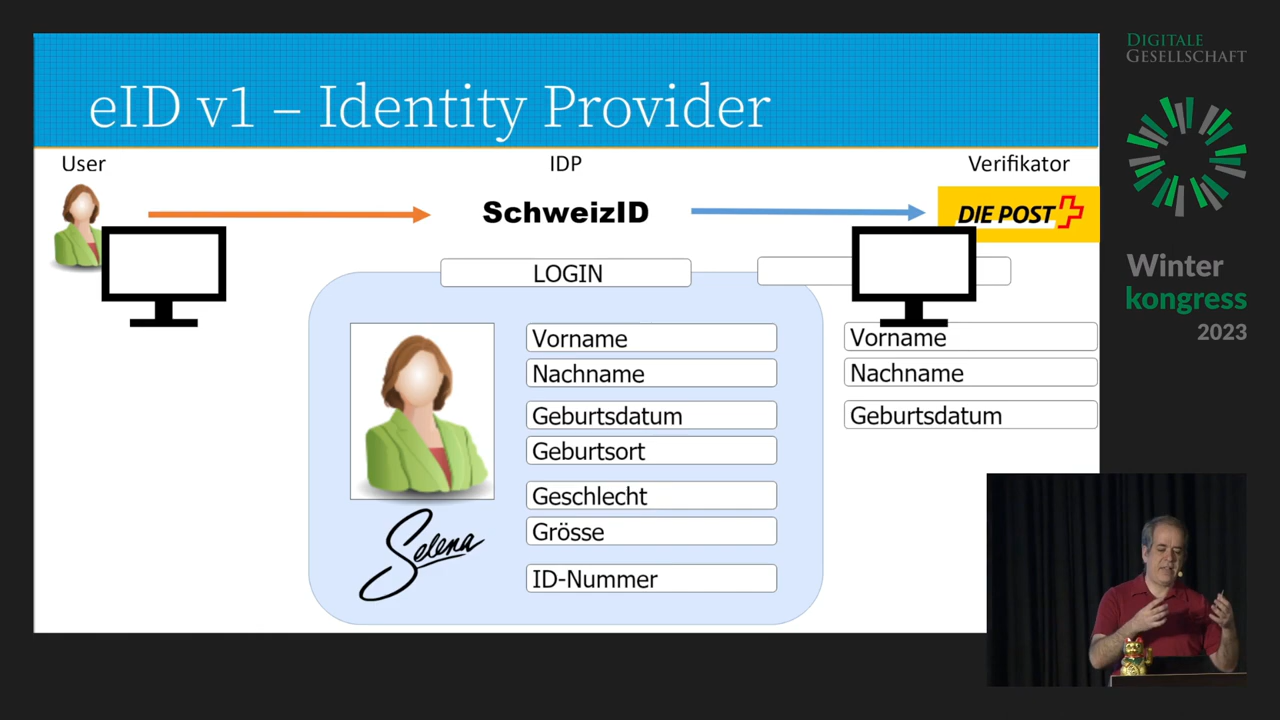 eID v1 – Identity Provider
User
IDP
Verifikator
SchweizID
DIE POST
LOGIN
Vorname
Nachname
Geburtsdatum
Geburtsort
Geschlecht
Grösse
ID-Nummer
Selena
Vorname
Nachname
Geburtsdatum
DIGITALE
GESELLSCHAFT
Winter
kongress
2023